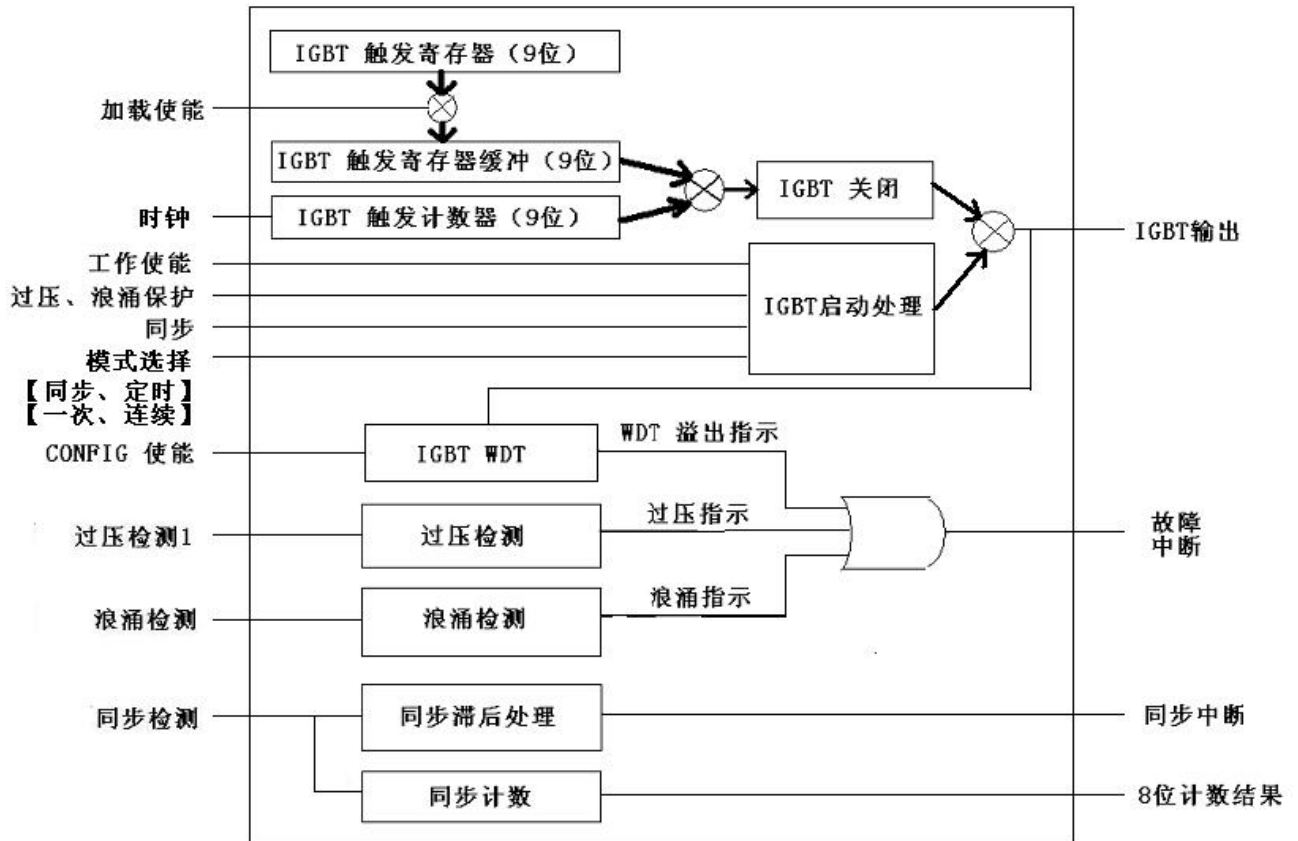 IGBT 触发寄存器（9位）
加载使能
IGBT 触发寄存器缓冲（9位）
IGBT 关闭
时钟
IGBT 触发计数器（9位）
IGBT输出
工作使能
过压、浪涌保护
IGBT启动处理
同步
模式选择
【同步、定时】
【一次、连续】
CONFIG 使能
IGBT WDT
WDT 溢出指示
过压检测1
过压检测
过压指示
故障
中断
浪涌检测
浪涌检测
浪涌指示
同步检测
同步滞后处理
同步中断
同步计数
8位计数结果